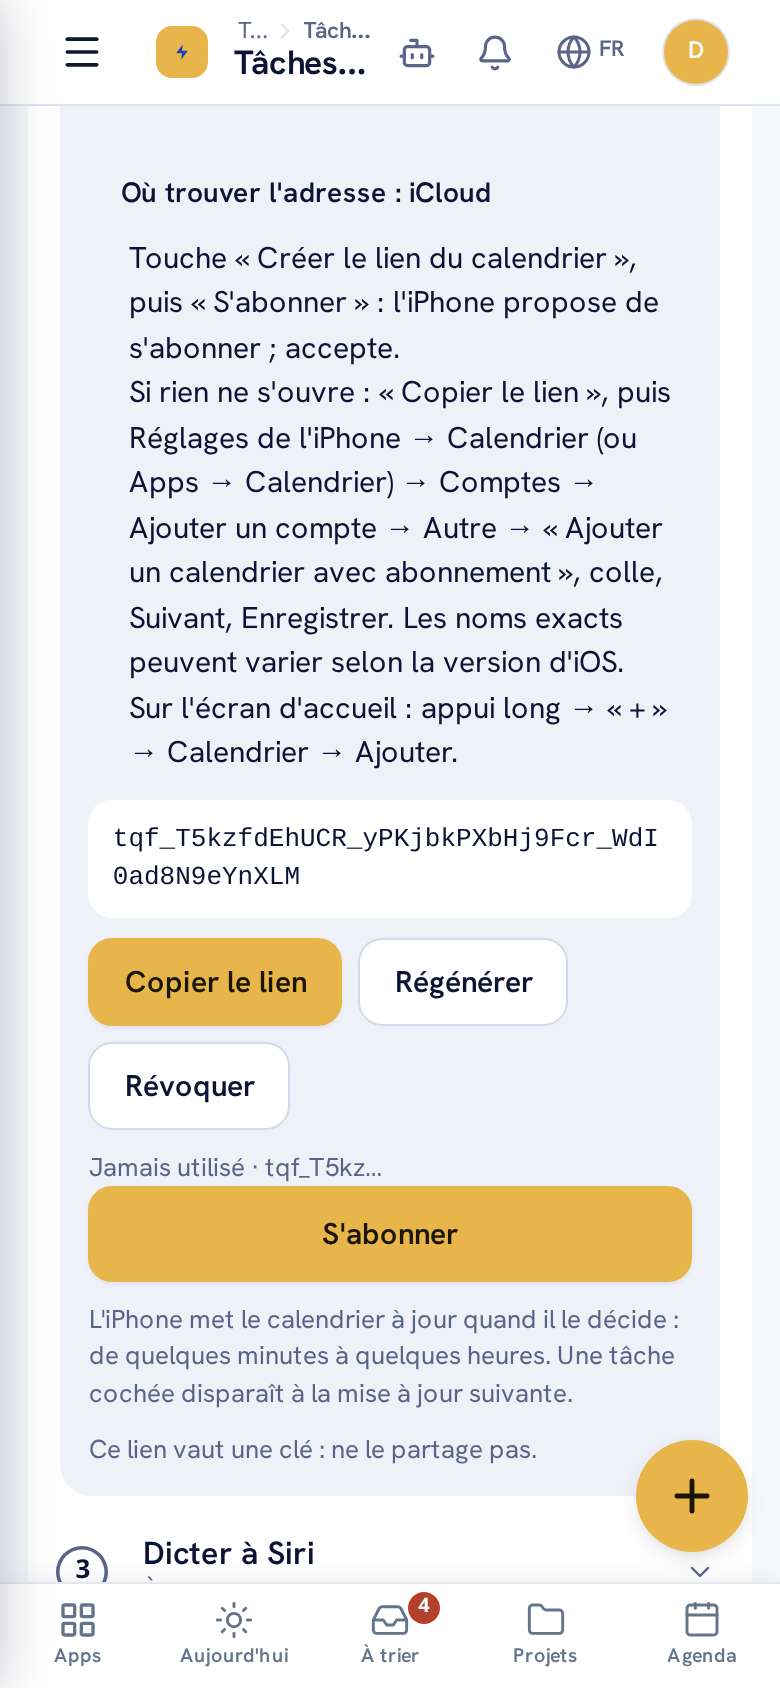 T... > Tâch...
Tâches...
FR
D
Où trouver l'adresse : iCloud
Touche « Créer le lien du calendrier »,
puis « S'abonner » : l'iPhone propose de
s'abonner ; accepte.
Si rien ne s'ouvre : « Copier le lien », puis
Réglages de l'iPhone → Calendrier (ou
Apps → Calendrier) → Comptes →
Ajouter un compte → Autre → « Ajouter
un calendrier avec abonnement », colle,
Suivant, Enregistrer. Les noms exacts
peuvent varier selon la version d'iOS.
Sur l'écran d'accueil : appui long → « + »
→ Calendrier → Ajouter.
tqf_T5kzfdEhUCR_yPKjbkPXbHj9Fcr_WdI
0ad8N9eYnXLM
Copier le lien
Régénérer
Révoquer
Jamais utilisé · tqf_T5kz...
S'abonner
L'iPhone met le calendrier à jour quand il le décide :
de quelques minutes à quelques heures. Une tâche
cochée disparaît à la mise à jour suivante.
Ce lien vaut une clé : ne le partage pas.
3
Dicter à Siri
4
Apps
Aujourd'hui
À trier
Projets
Agenda